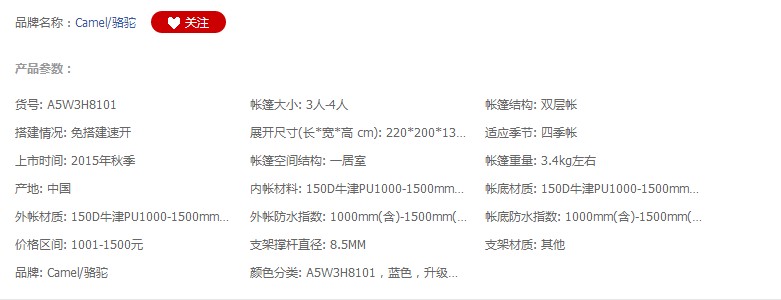 品牌名称：Camel/骆驼 关注
产品参数：
货号: A5W3H8101 帐篷大小: 3人-4人 帐篷结构: 双层帐
搭建情况: 免搭建速开 展开尺寸(长*宽*高 cm): 220*200*13... 适应季节: 四季帐
上市时间: 2015年秋季 帐篷空间结构: 一居室 帐篷重量: 3.4kg左右
产地: 中国 内帐材料: 150D牛津PU1000-1500mm... 帐底材质: 150D牛津PU1000-1500mm...
外帐材质: 150D牛津PU1000-1500mm... 外帐防水指数: 1000mm(含)-1500mm(... 帐底防水指数: 1000mm(含)-1500mm(...
价格区间: 1001-1500元 支架撑杆直径: 8.5MM 支架材质: 其他
品牌: Camel/骆驼 颜色分类: A5W3H8101，蓝色，升级...